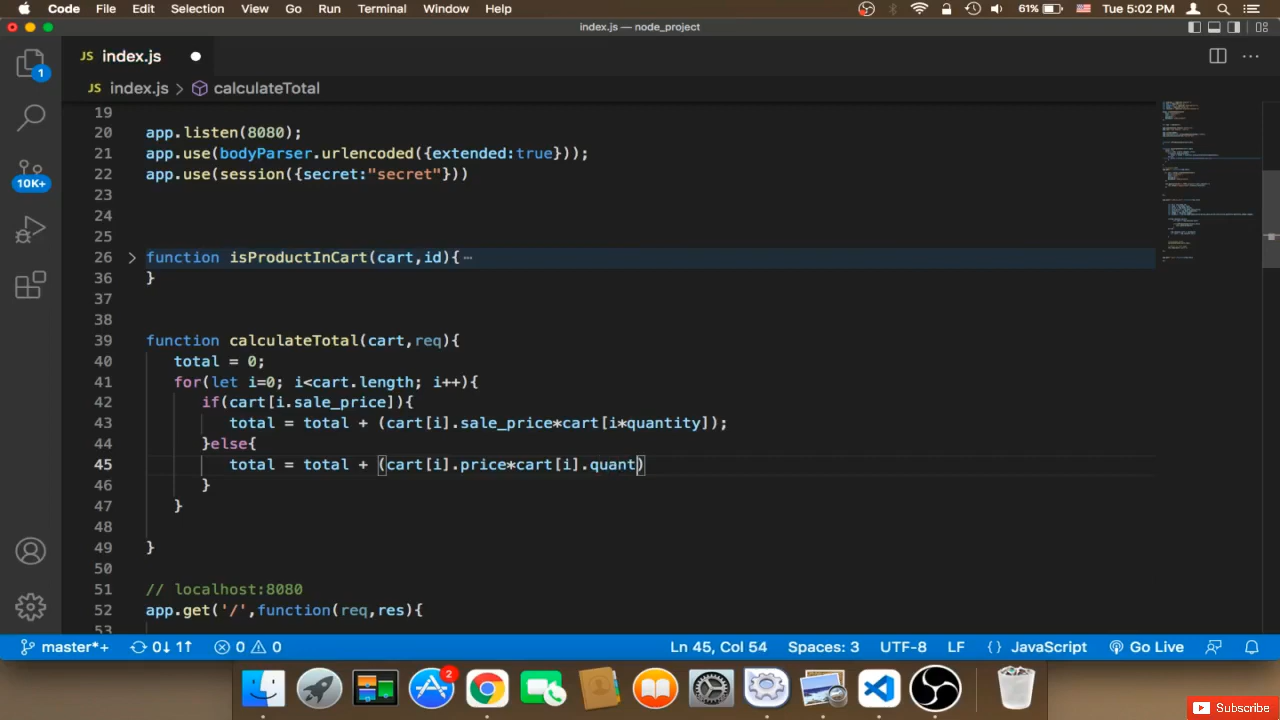 Code File Edit Selection View Go Run Terminal Window Help 61% Tue 5:02 PM
index.js — node_project
JS index.js
JS index.js > calculateTotal
1
10K+
19
20 app.listen(8080);
21 app.use(bodyParser.urlencoded({extended:true}));
22 app.use(session({secret:"secret"}))
23
24
25
26 function isProductInCart(cart,id){…
36 }
37
38
39 function calculateTotal(cart,req){
40 total = 0;
41 for(let i=0; i<cart.length; i++){
42 if(cart[i.sale_price]){
43 total = total + (cart[i].sale_price*cart[i*quantity]);
44 }else{
45 total = total + (cart[i].price*cart[i].quant)
46 }
47 }
48
49 }
50
51 // localhost:8080
52 app.get('/',function(req,res){
53
master*+ 0↓ 1↑ 0 0 Ln 45, Col 54 Spaces: 3 UTF-8 LF {} JavaScript Go Live
2
Subscribe